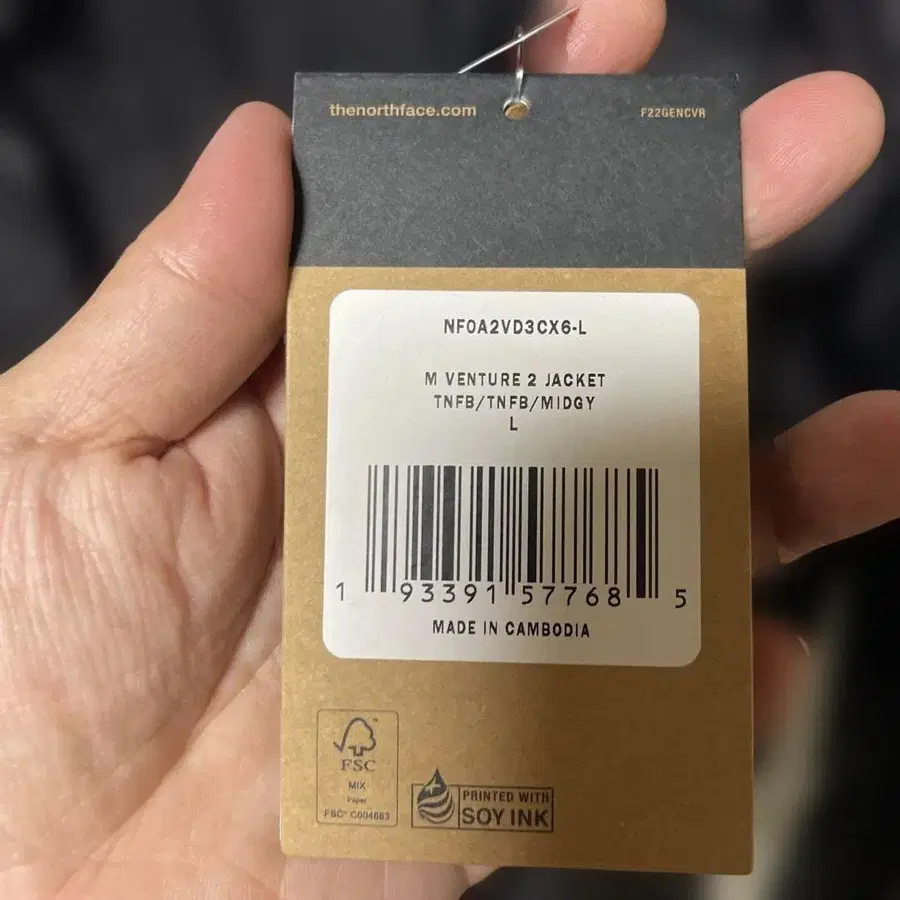 thenorthface.com
F22GENCVR
NF0A2VD3CX6-L
M VENTURE 2 JACKET
TNFB/TNFB/MIDGY
L
1 93391 57768 5
MADE IN CAMBODIA
FSC
MIX
Paper
FSC® C004663
PRINTED WITH
SOY INK